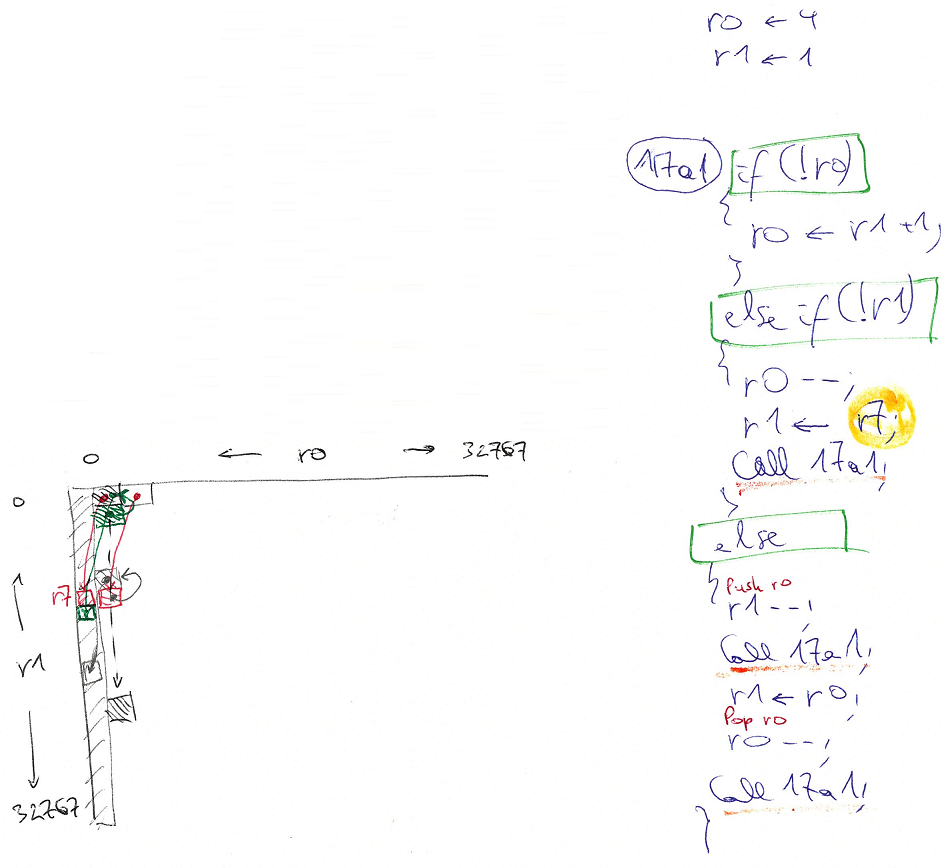 r0 ← 4
r1 ← 1
17a1 if (!r0)
{
r0 ← r1 +1;
}
else if (!r1)
{
r0 --;
r1 ← r7;
Call 17a1;
}
else
{ Push r0
r1 --;
Call 17a1;
r1 ← r0;
Pop r0
r0 --;
Call 17a1;
}
0 ← r0 → 32767
0
r7
↑
r1
↓
32767